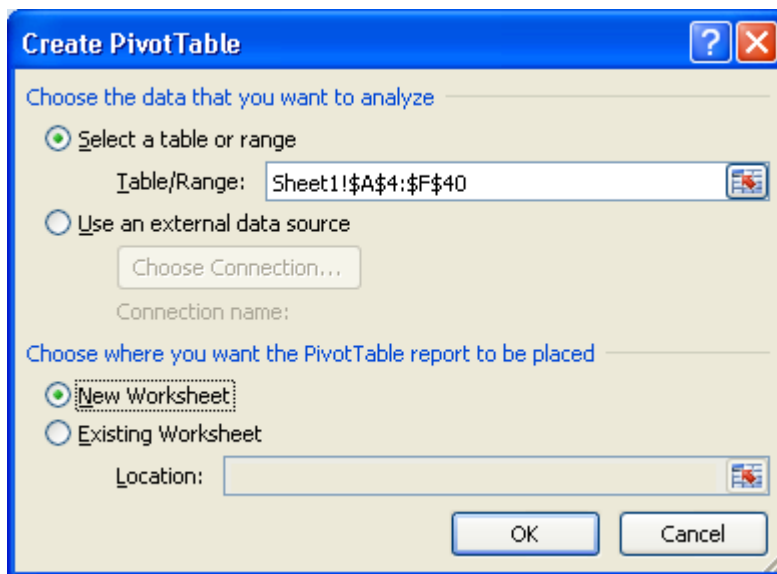 Create PivotTable
?
Choose the data that you want to analyze
Select a table or range
Table/Range: Sheet1!$A$4:$F$40
Use an external data source
Choose Connection...
Connection name:
Choose where you want the PivotTable report to be placed
New Worksheet
Existing Worksheet
Location:
OK Cancel